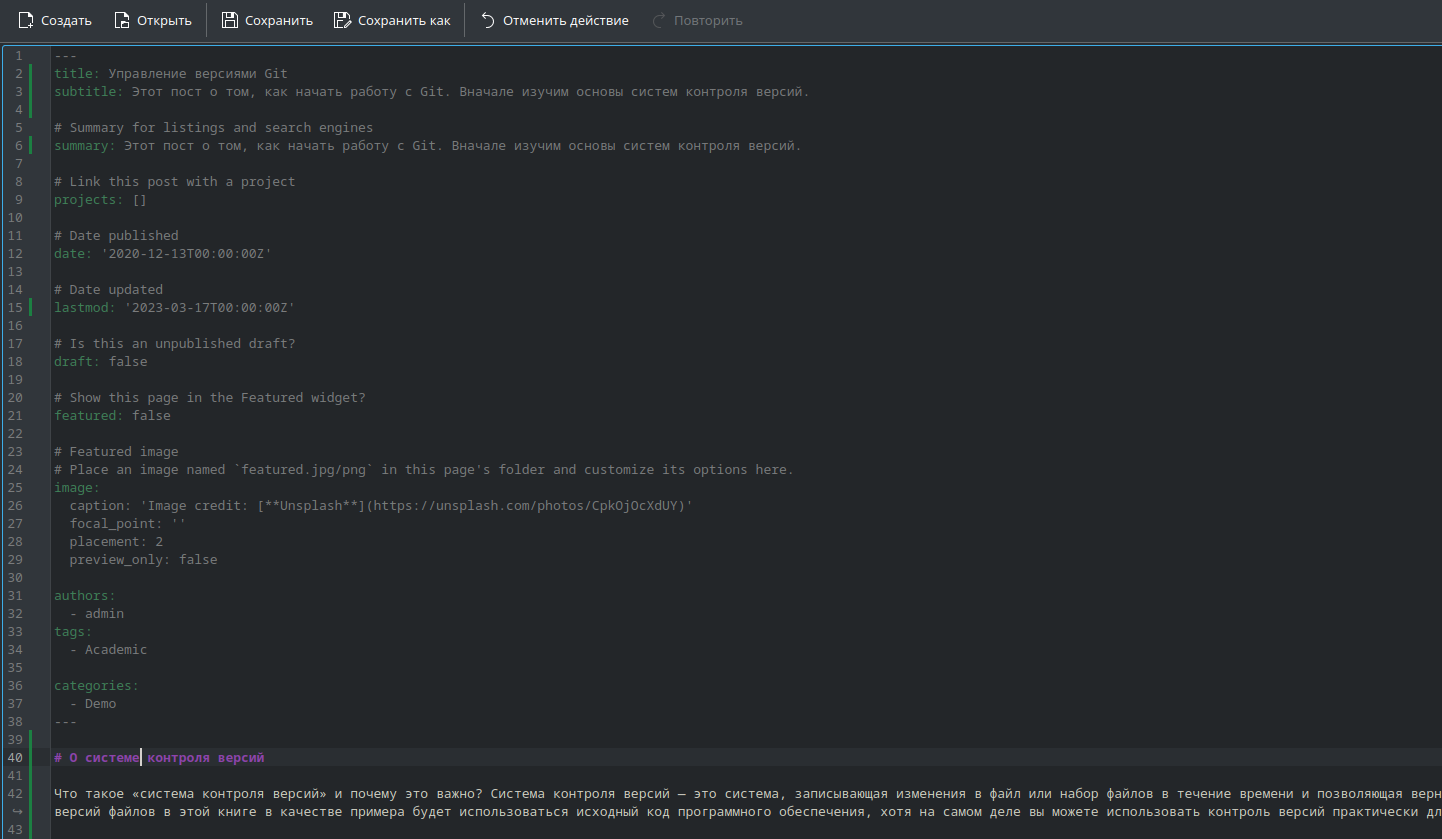 Создать Открыть Сохранить Сохранить как Отменить действие Повторить
1 ---
2 title: Управление версиями Git
3 subtitle: Этот пост о том, как начать работу с Git. Вначале изучим основы систем контроля версий.
4
5 # Summary for listings and search engines
6 summary: Этот пост о том, как начать работу с Git. Вначале изучим основы систем контроля версий.
7
8 # Link this post with a project
9 projects: []
10
11 # Date published
12 date: '2020-12-13T00:00:00Z'
13
14 # Date updated
15 lastmod: '2023-03-17T00:00:00Z'
16
17 # Is this an unpublished draft?
18 draft: false
19
20 # Show this page in the Featured widget?
21 featured: false
22
23 # Featured image
24 # Place an image named `featured.jpg/png` in this page's folder and customize its options here.
25 image:
26   caption: 'Image credit: [**Unsplash**](https://unsplash.com/photos/CpkOjOcXdUY)'
27   focal_point: ''
28   placement: 2
29   preview_only: false
30
31 authors:
32   - admin
33 tags:
34   - Academic
35
36 categories:
37   - Demo
38 ---
39
40 # О системе контроля версий
41
42 Что такое «система контроля версий» и почему это важно? Система контроля версий — это система, записывающая изменения в файл или набор файлов в течение времени и позволяющая верн
↪ версий файлов в этой книге в качестве примера будет использоваться исходный код программного обеспечения, хотя на самом деле вы можете использовать контроль версий практически дл
43